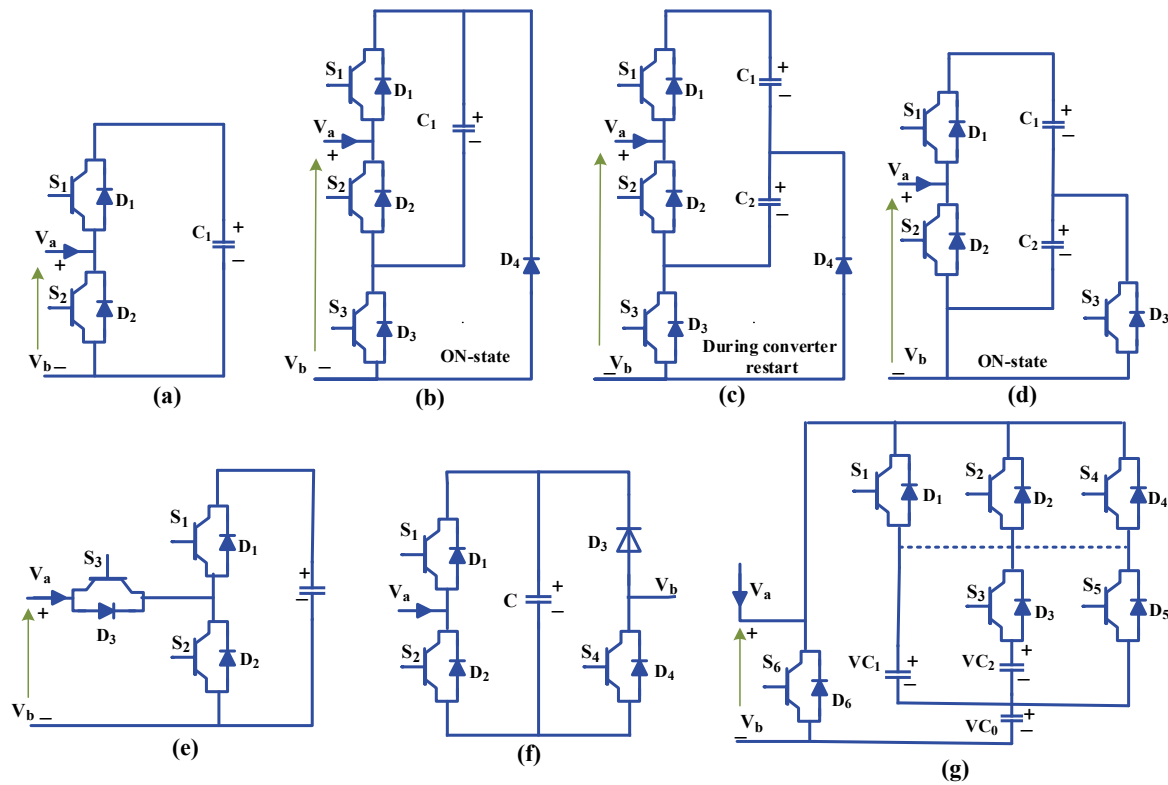 S1
D1
Va
+
C1
+
–
S2
D2
Vb –
(a)
S1
D1
Va
+
C1
+
–
S2
D2
D4
S3
D3
Vb –
ON-state
(b)
S1
D1
Va
+
C1
+
–
S2
D2
C2
+
–
D4
S3
D3
–Vb
During converter
restart
(c)
S1
D1
Va
+
C1
+
–
S2
D2
C2
+
–
S3
D3
Vb
–
ON-state
(d)
S3
Va
+
D3
S1
D1
+
–
S2
D2
Vb –
(e)
S1
D1
D3
Va
C
+
–
Vb
S2
D2
S4
D4
(f)
S1
D1
S2
D2
S4
D4
S3
D3
S5
D5
Va
+
S6
D6
VC1
+
–
VC2
+
–
VC0
+
–
Vb
–
(g)